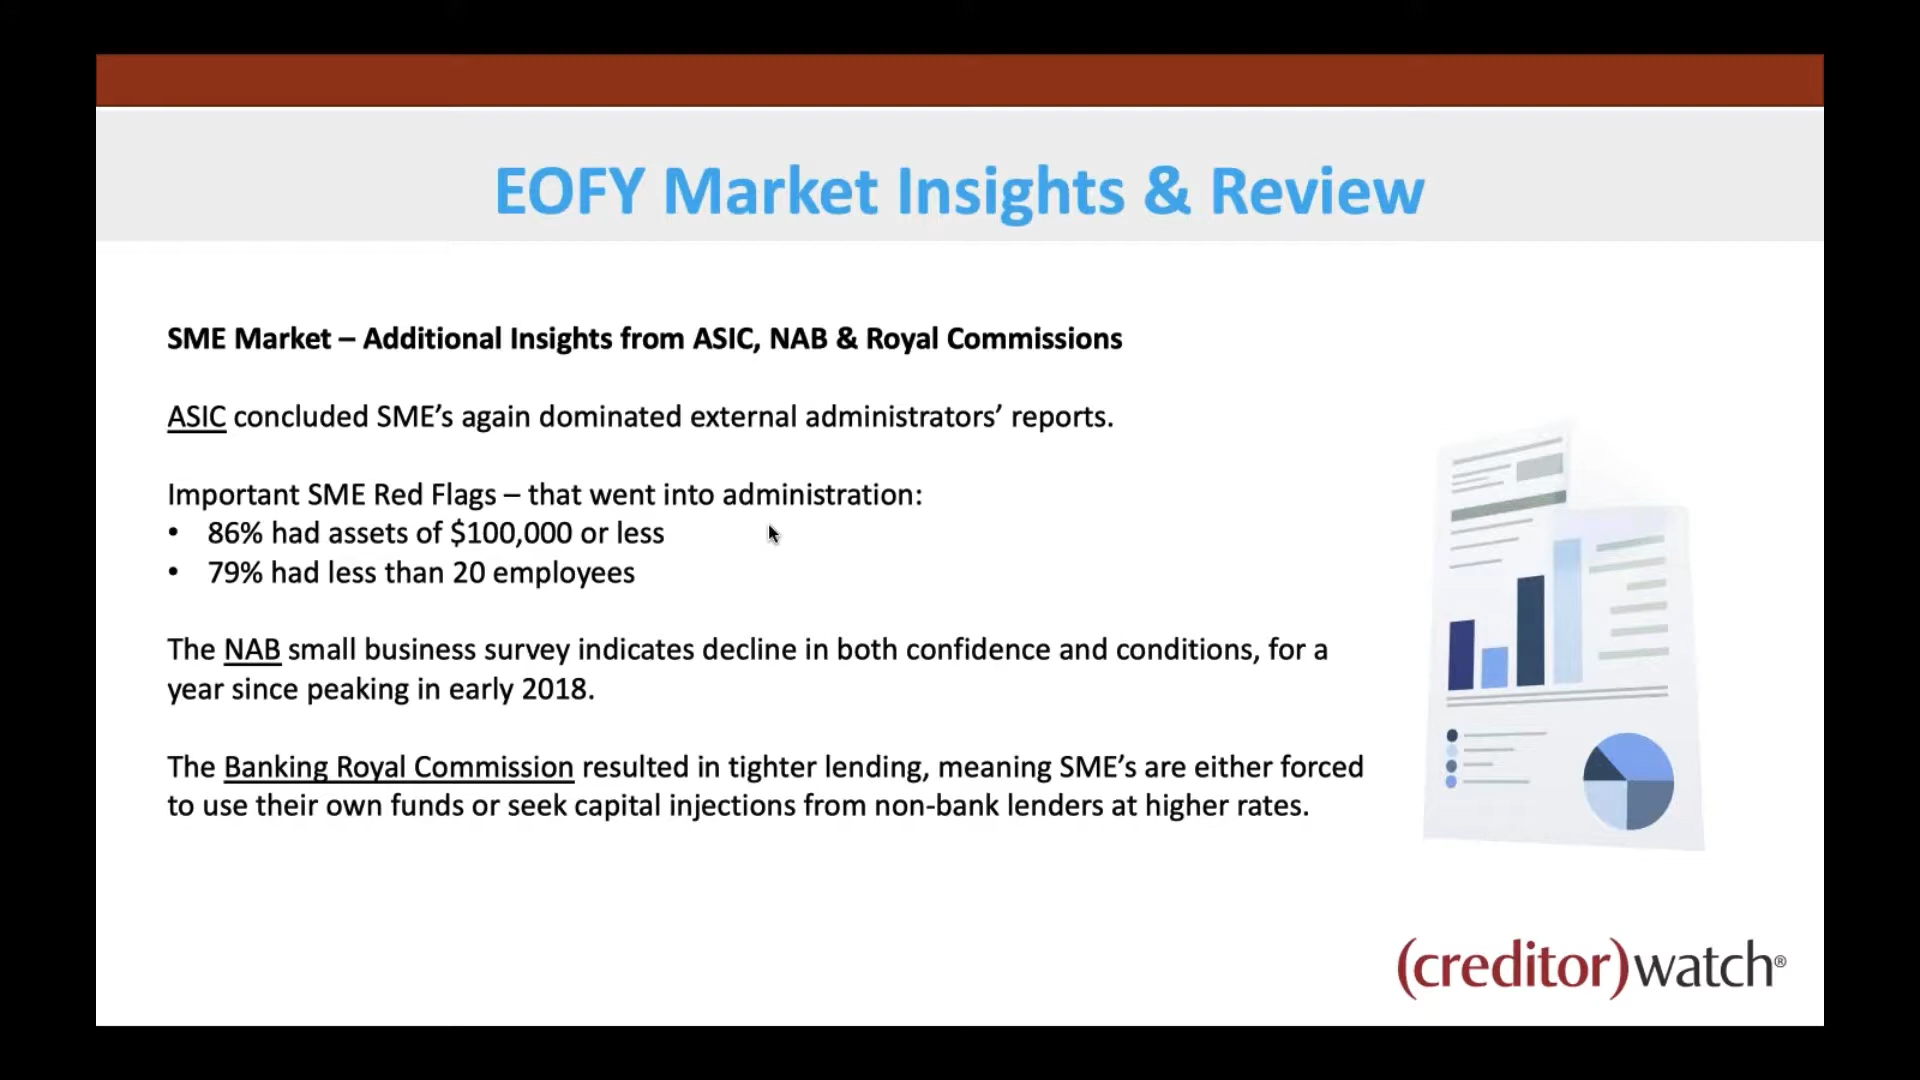 EOFY Market Insights & Review
SME Market – Additional Insights from ASIC, NAB & Royal Commissions
ASIC concluded SME’s again dominated external administrators’ reports.
Important SME Red Flags – that went into administration:
• 86% had assets of $100,000 or less
• 79% had less than 20 employees
The NAB small business survey indicates decline in both confidence and conditions, for a
year since peaking in early 2018.
The Banking Royal Commission resulted in tighter lending, meaning SME’s are either forced
to use their own funds or seek capital injections from non-bank lenders at higher rates.
(creditor)watch®